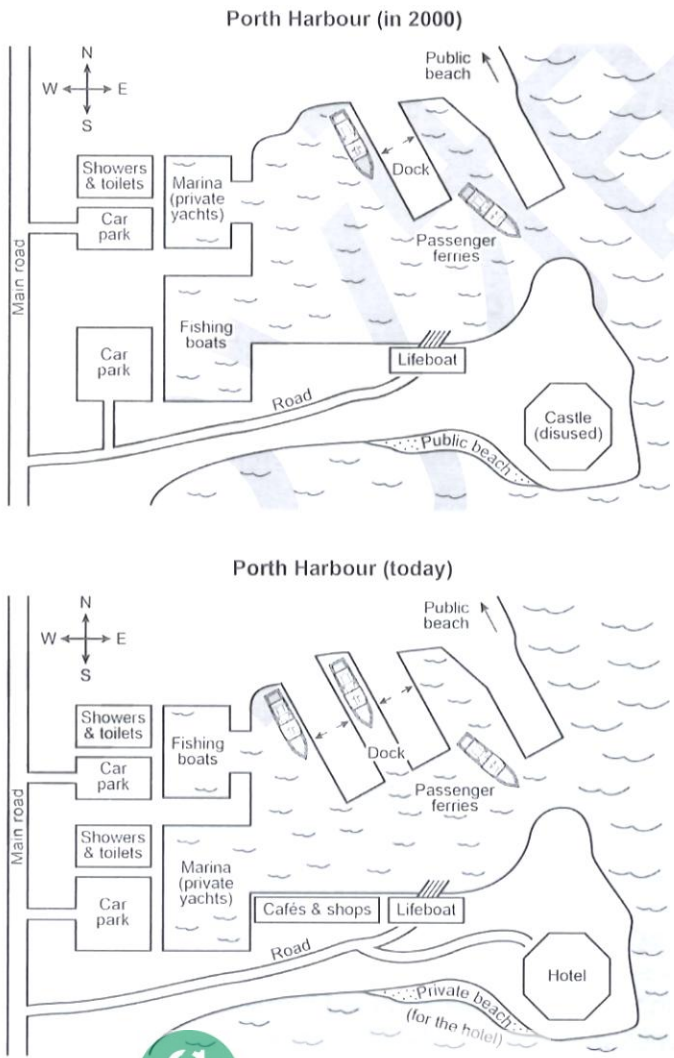 Porth Harbour (in 2000)
N
W
E
S
Public
beach
Showers
& toilets
Marina
(private
yachts)
Dock
Car
park
Passenger
ferries
Main road
Fishing
boats
Car
park
Lifeboat
Road
Castle
(disused)
Public beach
Porth Harbour (today)
N
W
E
S
Public
beach
Showers
& toilets
Fishing
boats
Dock
Car
park
Passenger
ferries
Main road
Showers
& toilets
Marina
(private
yachts)
Car
park
Cafés & shops
Lifeboat
Road
Hotel
Private beach
(for the hotel)